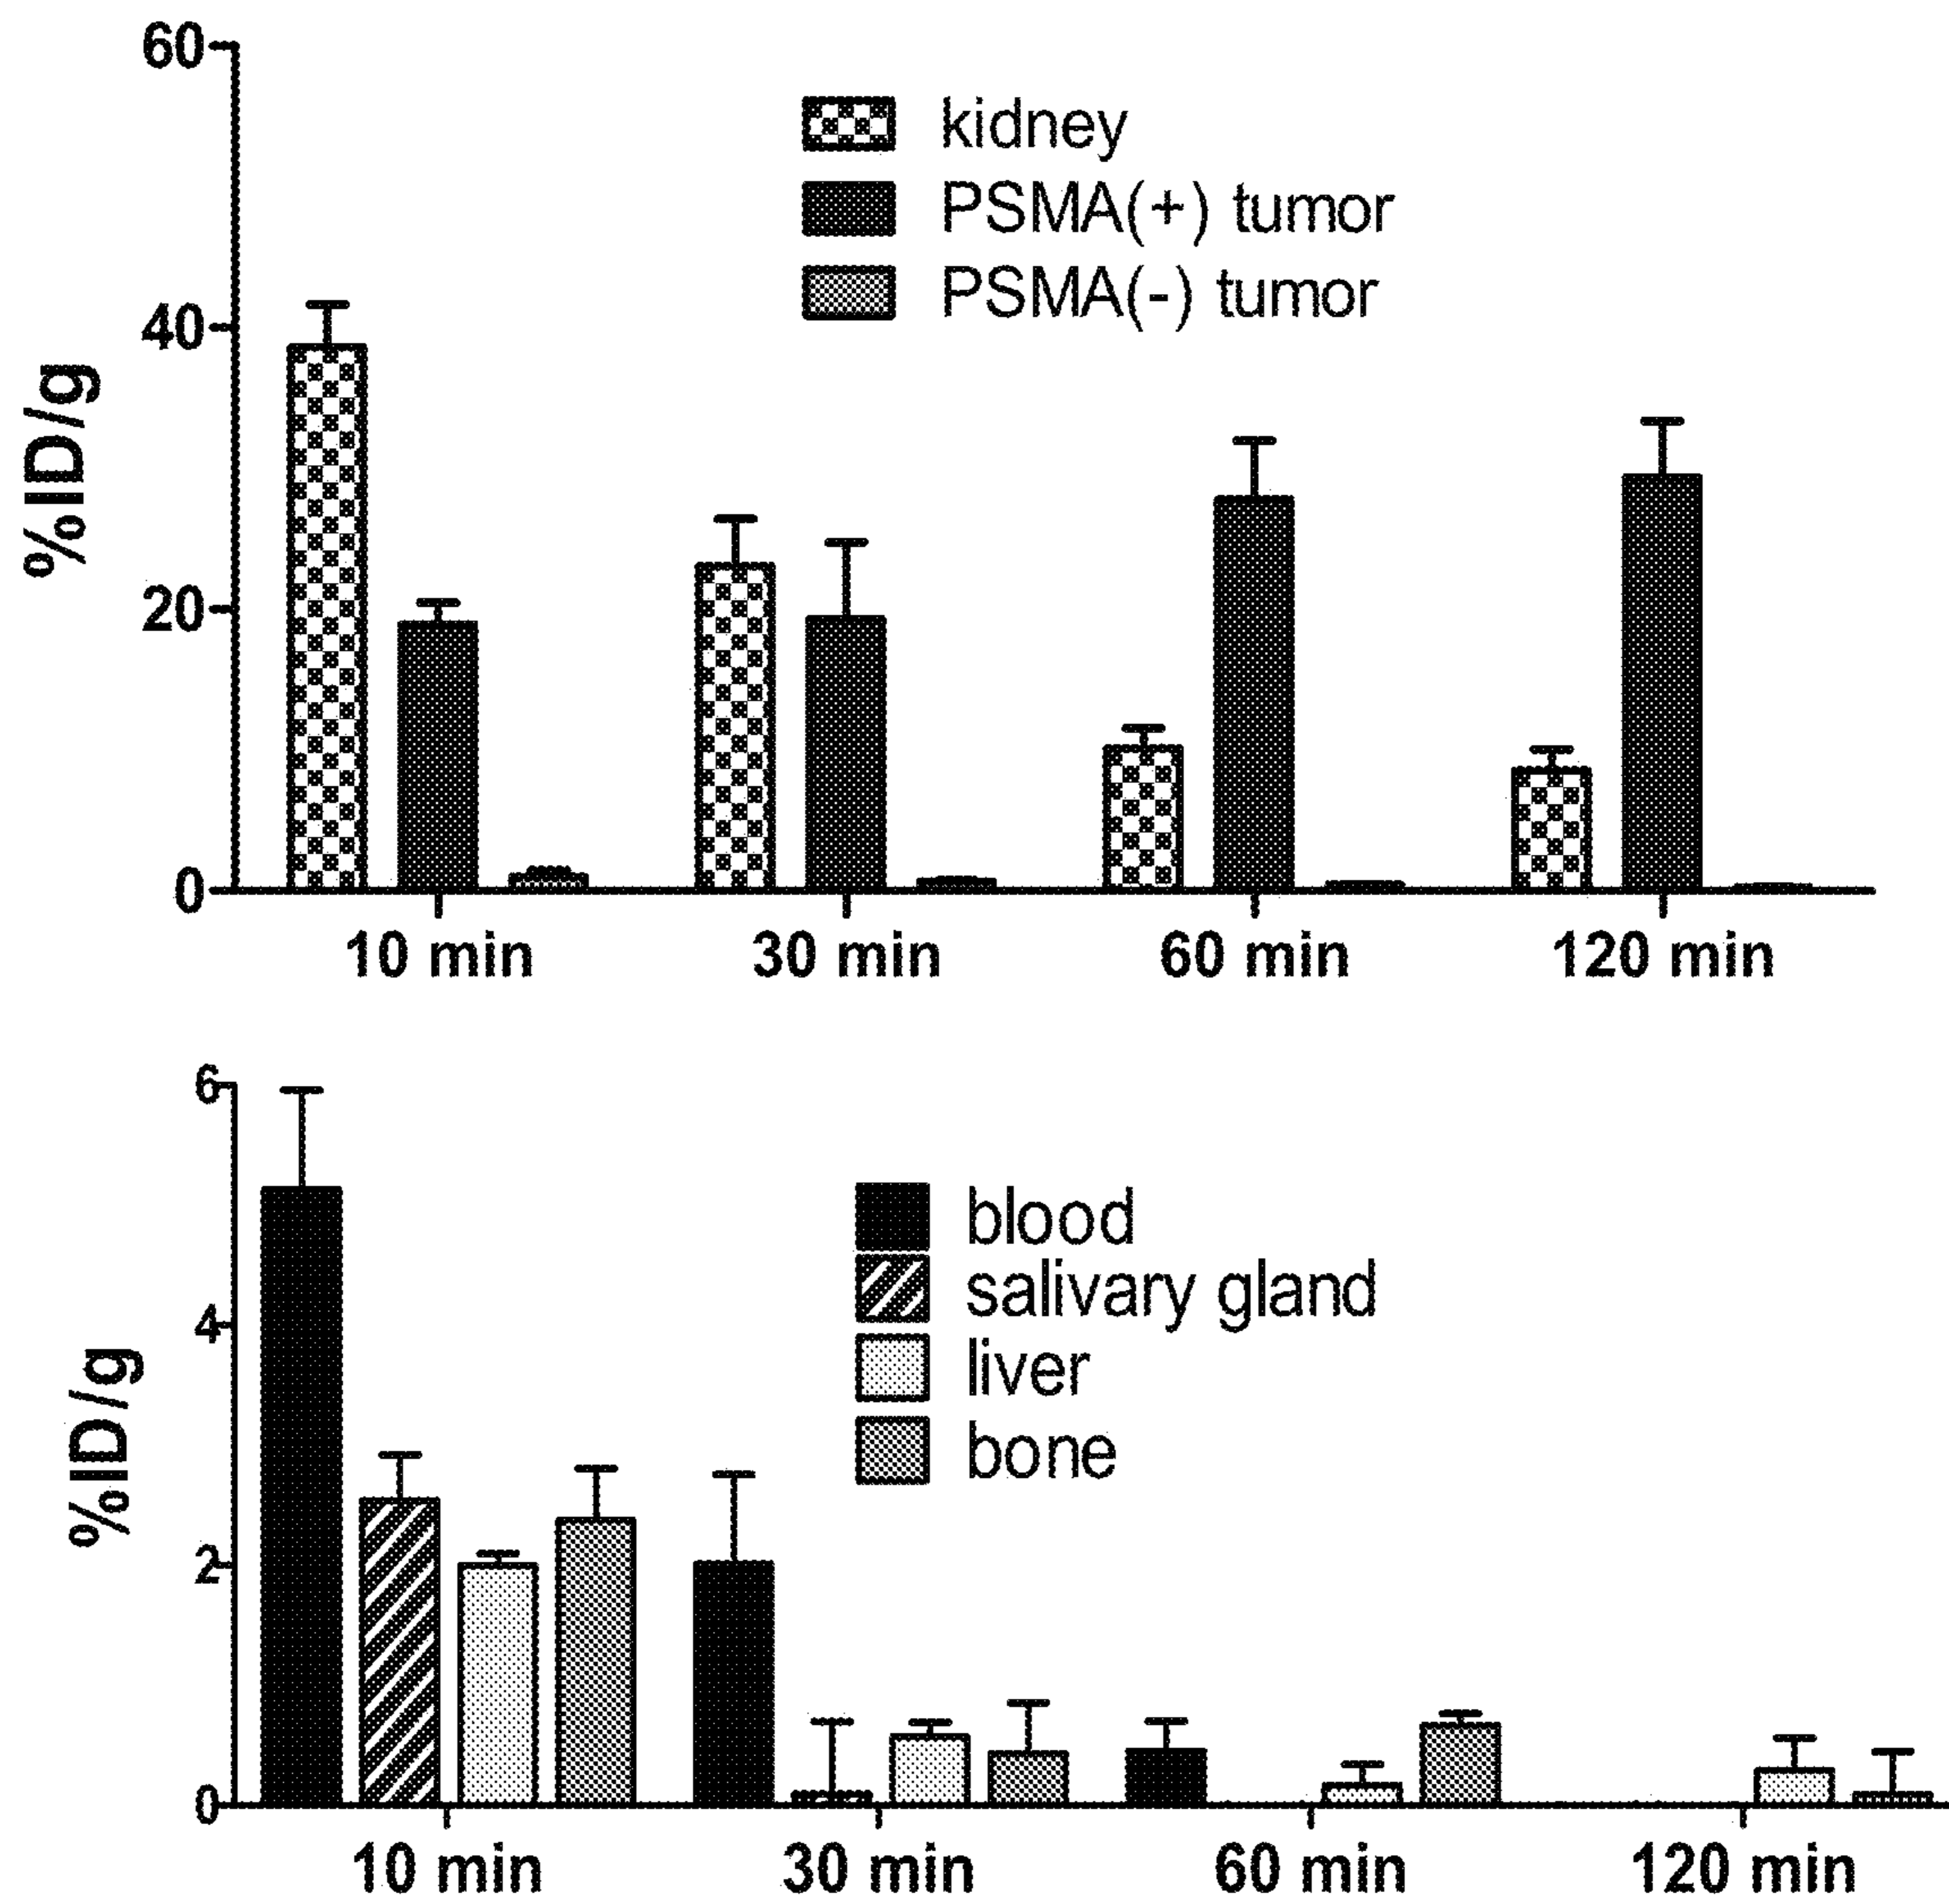 60
kidney
PSMA(+) tumor
PSMA(-) tumor
40
%ID/g
20
0
10 min 30 min 60 min 120 min
6
blood
salivary gland
4
liver
%ID/g
bone
2
0
10 min 30 min 60 min 120 min